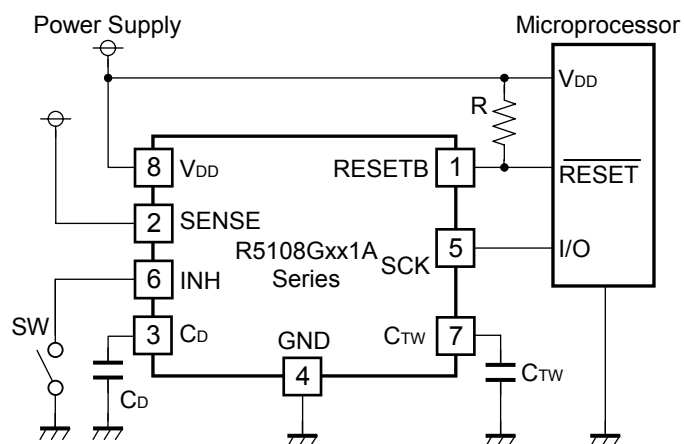 Power Supply
Microprocessor
VDD
R
8 VDD
RESETB 1
RESET
2 SENSE
R5108Gxx1A
Series
SCK 5
I/O
6 INH
SW
3 CD
GND
CTW 7
4
CD
CTW